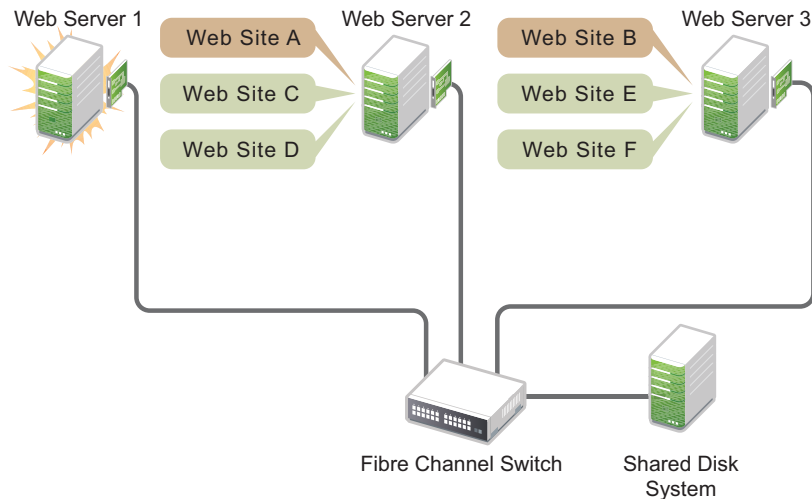 Web Server 1
Web Server 2
Web Server 3
Web Site A
Web Site B
Web Site C
Web Site E
Web Site D
Web Site F
Fibre Channel Switch
Shared Disk
System